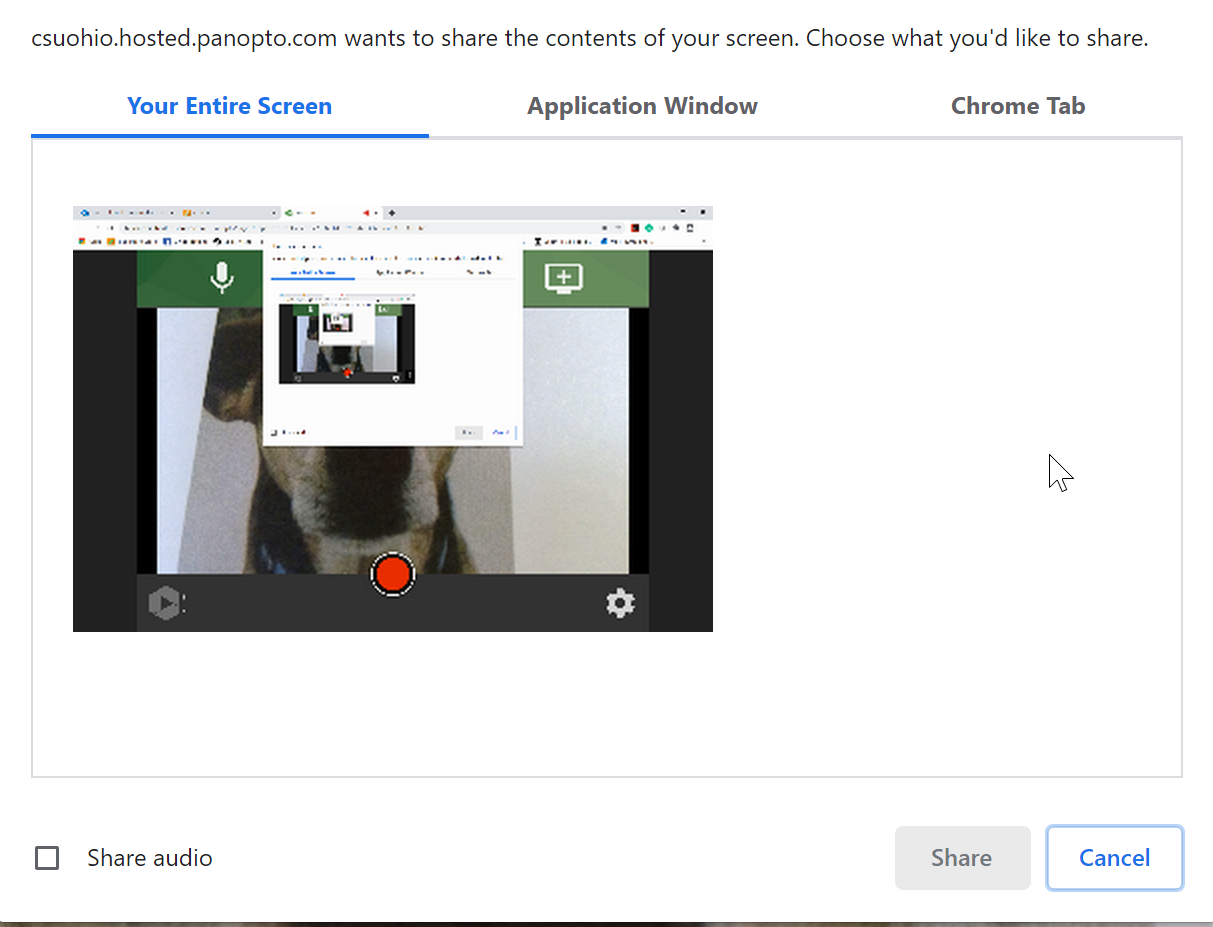 csuohio.hosted.panopto.com wants to share the contents of your screen. Choose what you'd like to share.
Your Entire Screen
Application Window
Chrome Tab
Share audio
Share
Cancel